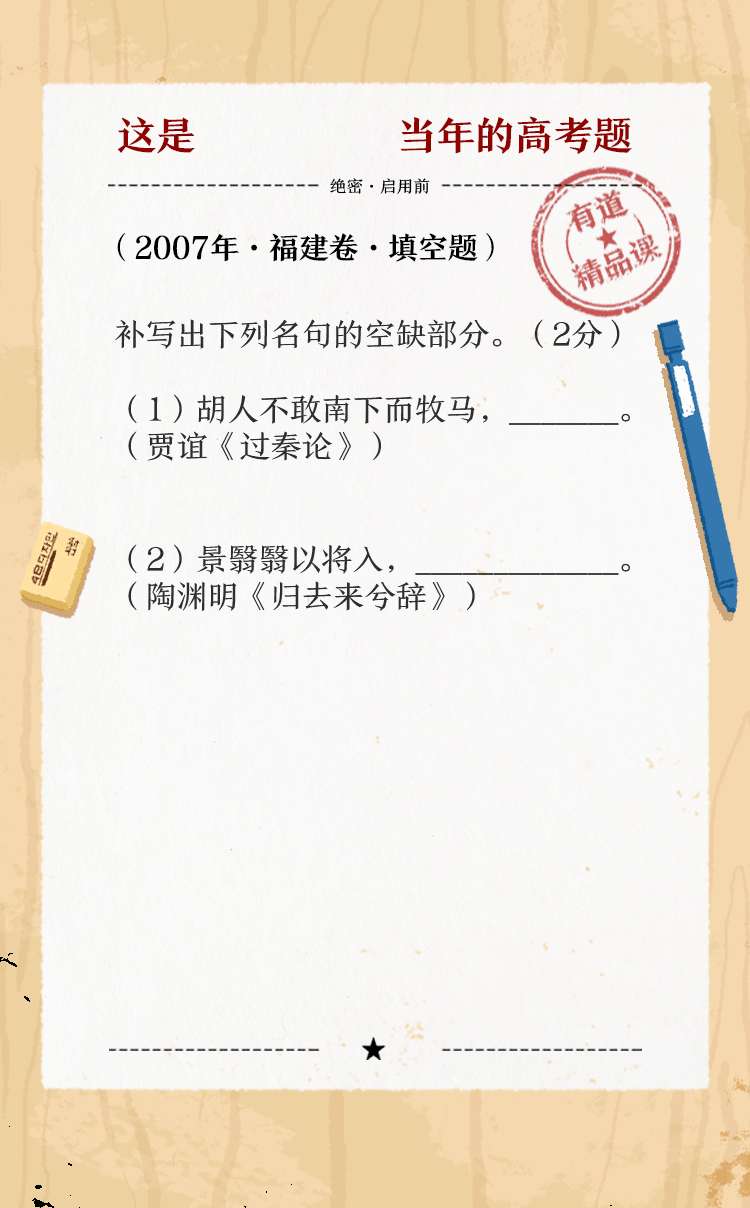 这是 当年的高考题
绝密·启用前
（2007年·福建卷·填空题）
有道
精品课
补写出下列名句的空缺部分。（2分）
（1）胡人不敢南下而牧马，_______。
（贾谊《过秦论》）
（2）景翳翳以将入，_____________。
（陶渊明《归去来兮辞》）